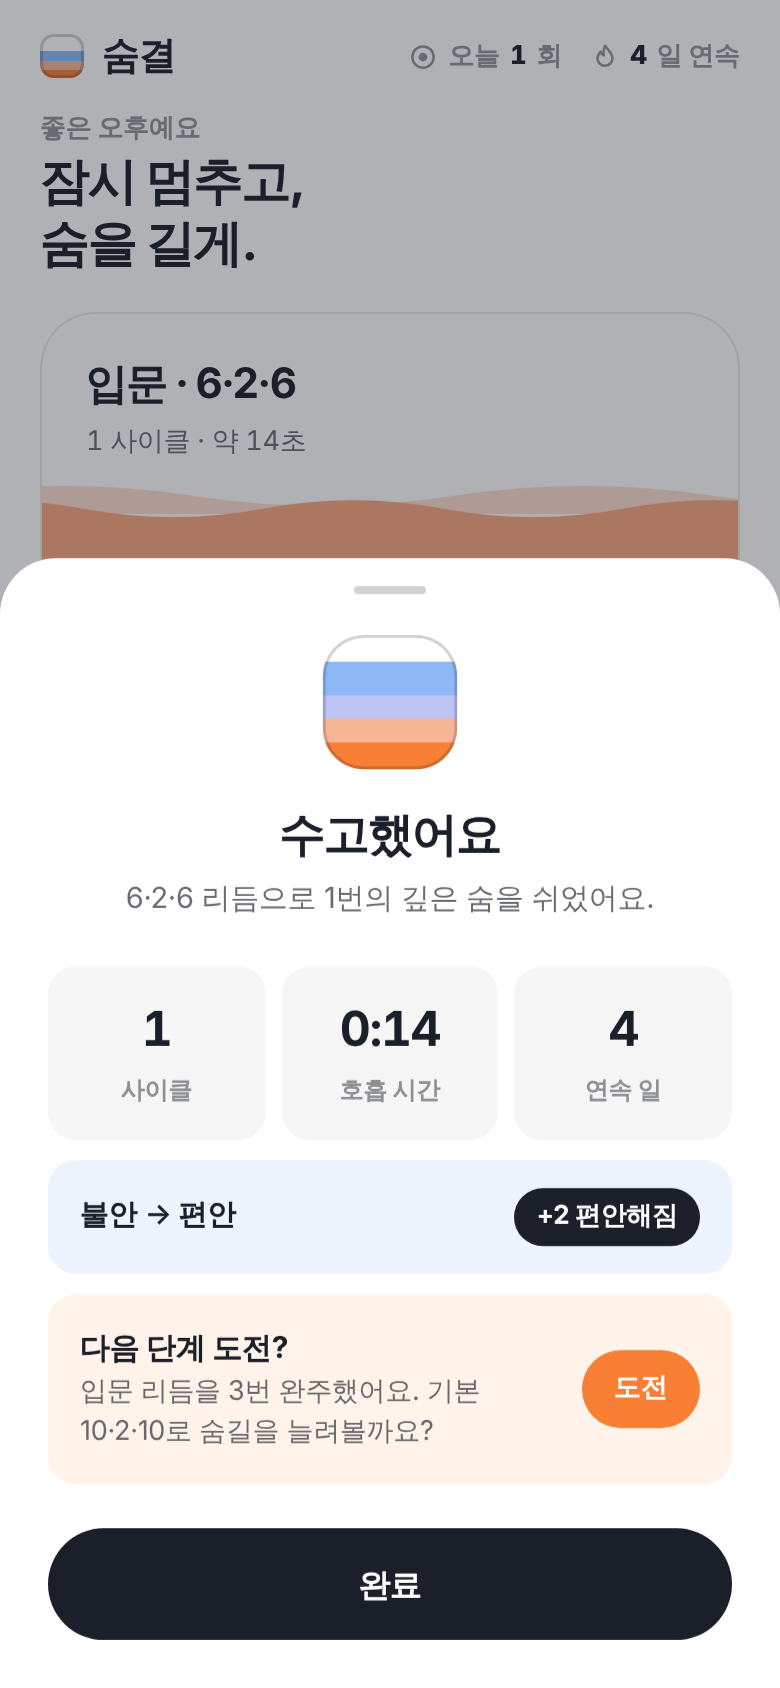 숨결
오늘 1 회
4 일 연속
좋은 오후예요
잠시 멈추고,
숨을 길게.
입문 · 6·2·6
1 사이클 · 약 14초
수고했어요
6·2·6 리듬으로 1번의 깊은 숨을 쉬었어요.
1
사이클
0:14
호흡 시간
4
연속 일
불안 → 편안
+2 편안해짐
다음 단계 도전?
입문 리듬을 3번 완주했어요. 기본
10·2·10로 숨길을 늘려볼까요?
도전
완료